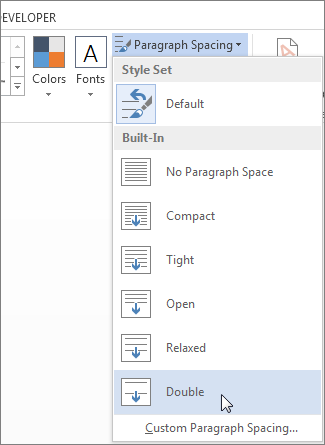 DEVELOPER
Colors
A
Fonts
Paragraph Spacing
Style Set
Default
Built-In
No Paragraph Space
Compact
Tight
Open
Relaxed
Double
Custom Paragraph Spacing...